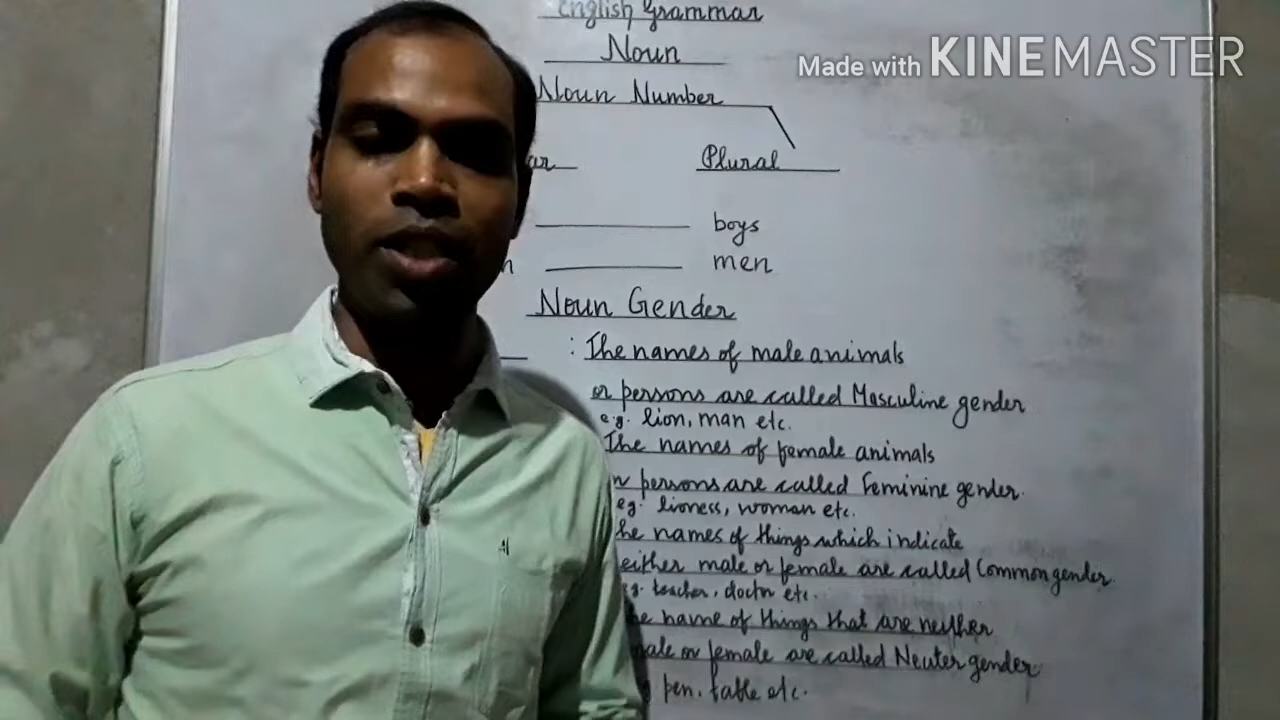 English Grammar
Made with KINEMASTER
Noun
Noun Number
ar
Plural
boys
n
men
Noun Gender
: The names of male animals
or persons are called Masculine gender
e.g. lion, man etc.
The names of female animals
persons are called Feminine gender.
eg. lioness, woman etc.
he names of things which indicate
either male or female are called Common gender.
g. teacher, doctor etc.
he name of things that are neither
male or female are called Neuter gender
pen, table etc.